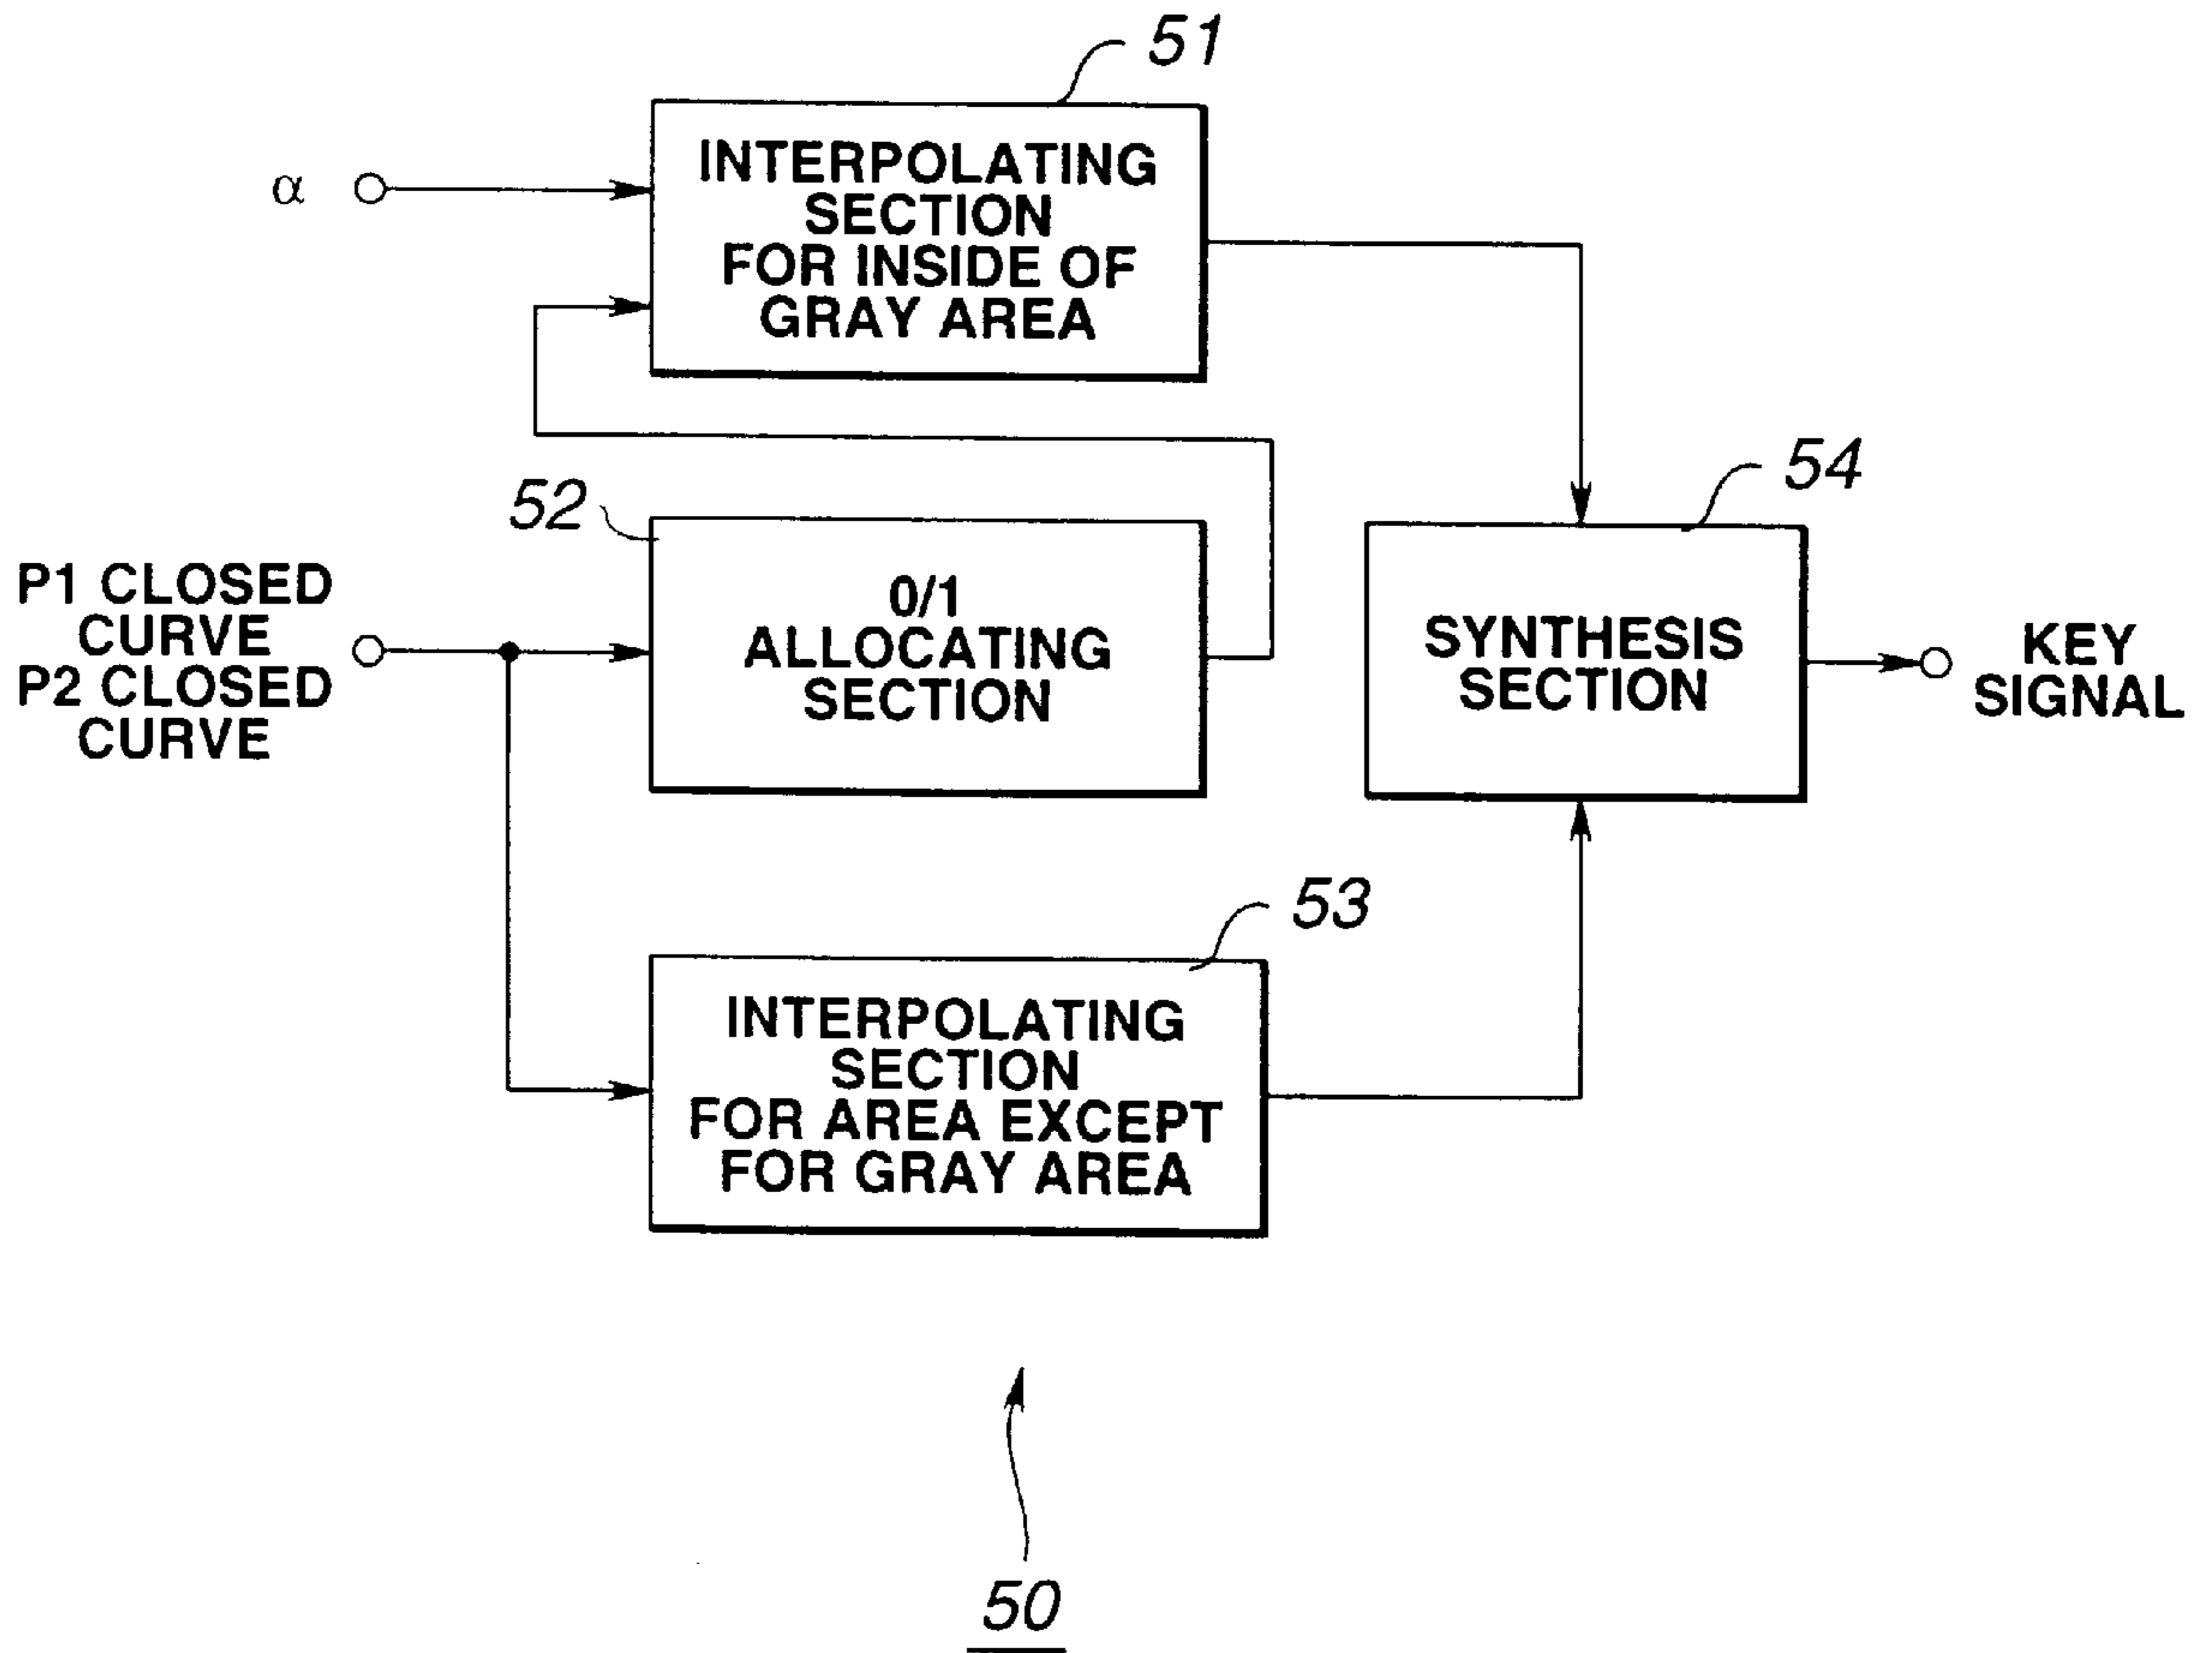 51
INTERPOLATING
SECTION
FOR INSIDE OF
GRAY AREA
α
52
0/1
ALLOCATING
SECTION
P1 CLOSED
CURVE
P2 CLOSED
CURVE
54
SYNTHESIS
SECTION
KEY
SIGNAL
53
INTERPOLATING
SECTION
FOR AREA EXCEPT
FOR GRAY AREA
50